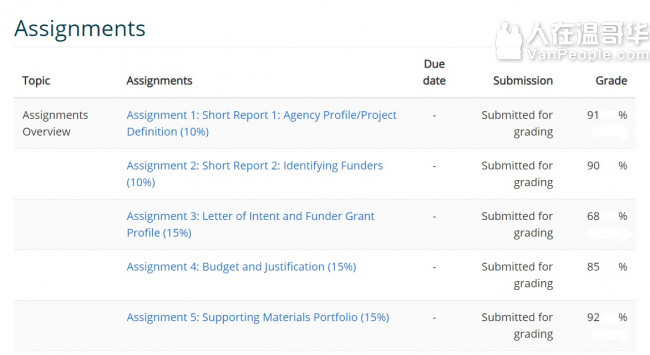 Assignments
人在温哥华
VanPeople.com
Due
Topic Assignments date Submission Grade
Assignments Assignment 1: Short Report 1: Agency Profile/Project - Submitted for 91 %
Overview Definition (10%) grading
Assignment 2: Short Report 2: Identifying Funders - Submitted for 90 %
(10%) grading
Assignment 3: Letter of Intent and Funder Grant - Submitted for 68 %
Profile (15%) grading
Assignment 4: Budget and Justification (15%) - Submitted for 85 %
grading
Assignment 5: Supporting Materials Portfolio (15%) - Submitted for 92 %
grading